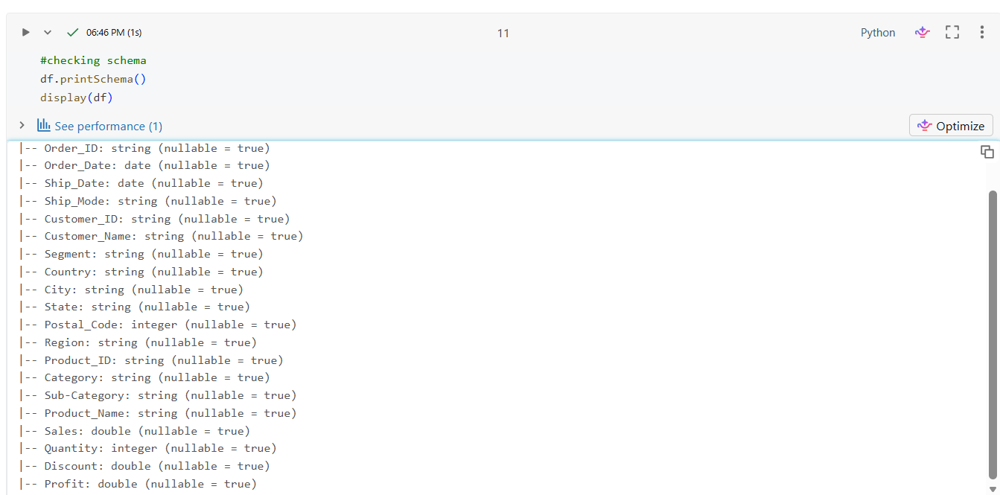 06:46 PM (1s)
11
Python
#checking schema
df.printSchema()
display(df)
See performance (1)
Optimize
|-- Order_ID: string (nullable = true)
|-- Order_Date: date (nullable = true)
|-- Ship_Date: date (nullable = true)
|-- Ship_Mode: string (nullable = true)
|-- Customer_ID: string (nullable = true)
|-- Customer_Name: string (nullable = true)
|-- Segment: string (nullable = true)
|-- Country: string (nullable = true)
|-- City: string (nullable = true)
|-- State: string (nullable = true)
|-- Postal_Code: integer (nullable = true)
|-- Region: string (nullable = true)
|-- Product_ID: string (nullable = true)
|-- Category: string (nullable = true)
|-- Sub-Category: string (nullable = true)
|-- Product_Name: string (nullable = true)
|-- Sales: double (nullable = true)
|-- Quantity: integer (nullable = true)
|-- Discount: double (nullable = true)
|-- Profit: double (nullable = true)